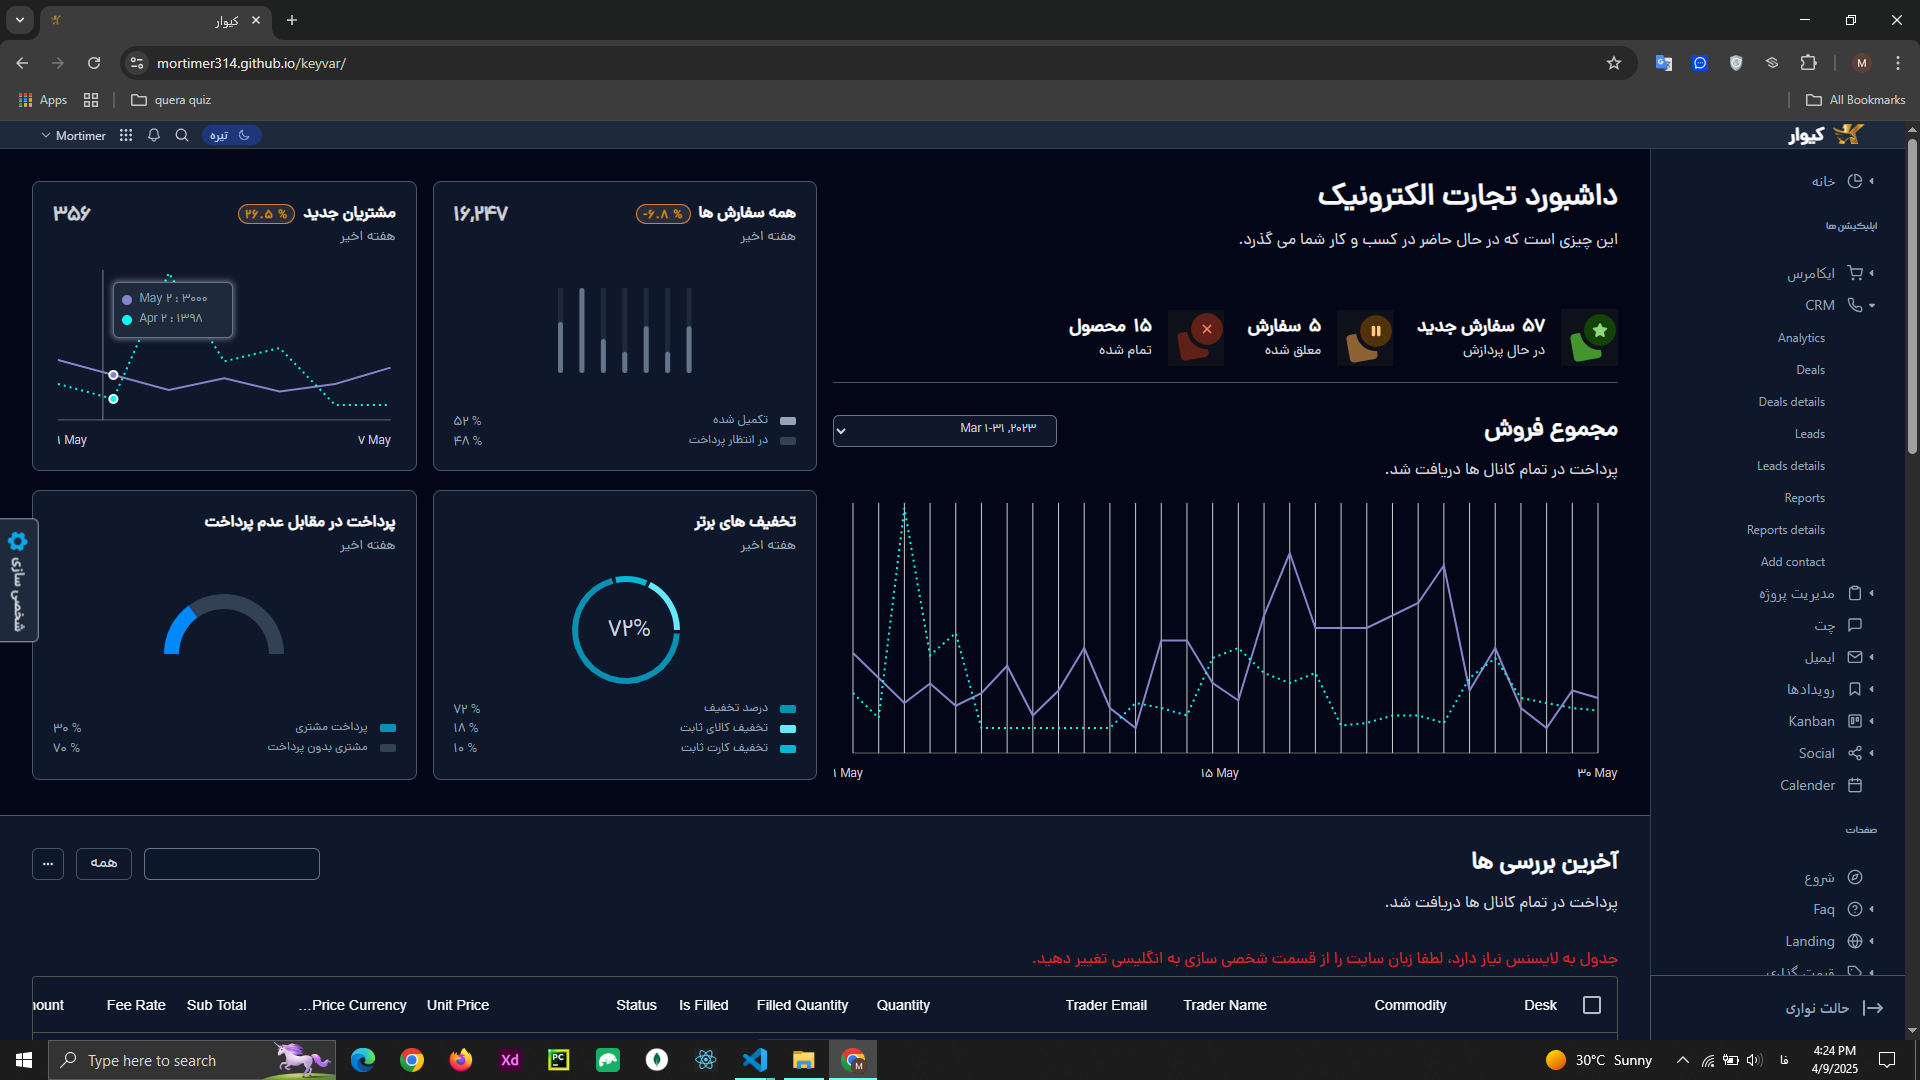 کیوار
mortimer314.github.io/keyvar/
M
Apps
quera quiz
All Bookmarks
Mortimer
تیره
کیوار
خانه
اپلیکیشن ها
ایکامرس
CRM
Analytics
Deals
Deals details
Leads
Leads details
Reports
Reports details
Add contact
مدیریت پروژه
چت
ایمیل
رویدادها
Kanban
Social
Calender
صفحات
شروع
Faq
Landing
قیمت گذاری
حالت نواری
داشبورد تجارت الکترونیک
این چیزی است که در حال حاضر در کسب و کار شما می گذرد.
۵۷ سفارش جدید
در حال پردازش
۵ سفارش
معلق شده
۱۵ محصول
تمام شده
مجموع فروش
Mar ۱-۳۱ ,۲۰۲۳
پرداخت در تمام کانال ها دریافت شد.
۱ May
۱۵ May
۳۰ May
همه سفارش ها
-۶.۸ %
۱۶,۲۴۷
هفته اخیر
تکمیل شده
۵۲ %
در انتظار پرداخت
۴۸ %
مشتریان جدید
۲۶.۵ %
۳۵۶
هفته اخیر
May ۲ : ۳۰۰۰
Apr ۲ : ۱۳۹۸
۱ May
۷ May
تخفیف های برتر
هفته اخیر
۷۲%
درصد تخفیف
۷۲ %
تخفیف کالای ثابت
۱۸ %
تخفیف کارت ثابت
۱۰ %
پرداخت در مقابل عدم پرداخت
هفته اخیر
پرداخت مشتری
۳۰ %
مشتری بدون پرداخت
۷۰ %
شخصی سازی
آخرین بررسی ها
پرداخت در تمام کانال ها دریافت شد.
همه
...
جدول به لایسنس نیاز دارد، لطفا زبان سایت را از قسمت شخصی سازی به انگلیسی تغییر دهید.
nount Fee Rate Sub Total ...Price Currency Unit Price Status Is Filled Filled Quantity Quantity Trader Email Trader Name Commodity Desk
Type here to search
Xd
PC
M
30°C Sunny
فا
4:24 PM
4/9/2025